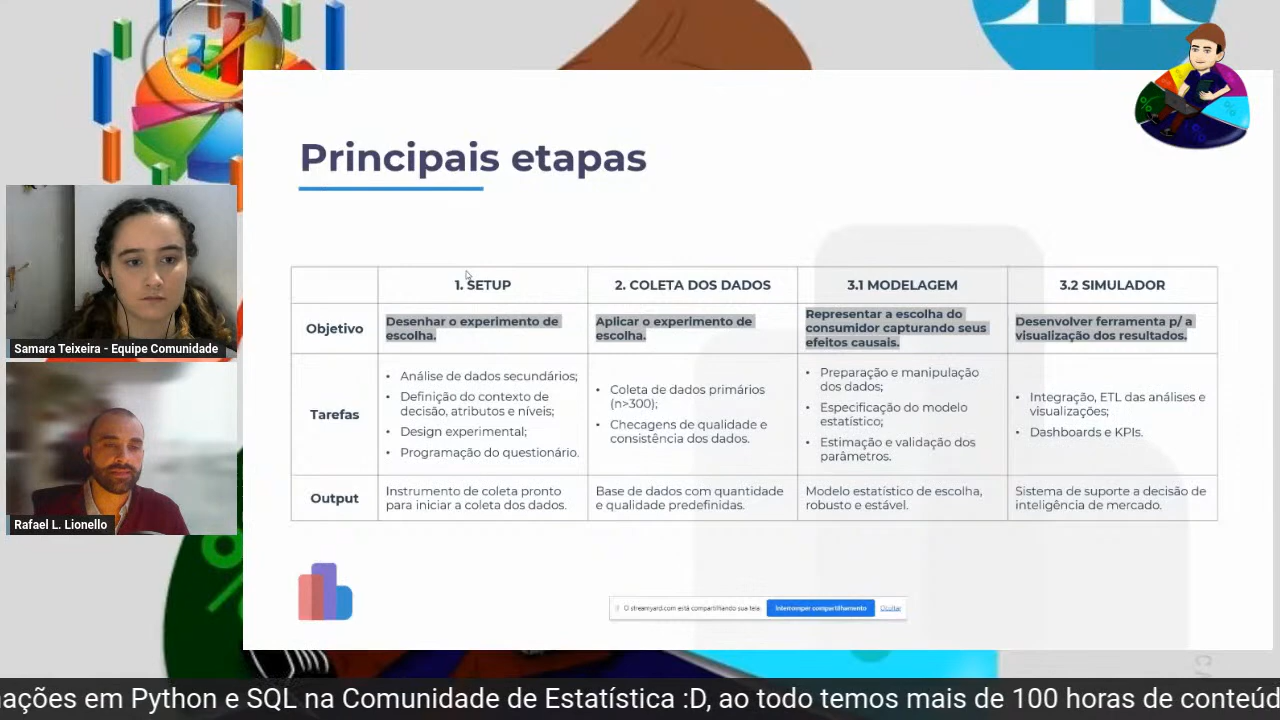 Principais etapas
1. SETUP
2. COLETA DOS DADOS
3.1 MODELAGEM
3.2 SIMULADOR
Objetivo
Desenhar o experimento de
escolha.
Aplicar o experimento de
escolha.
Representar a escolha do
consumidor capturando seus
efeitos causais.
Desenvolver ferramenta p/ a
visualização dos resultados.
Tarefas
• Análise de dados secundários;
• Definição do contexto de
decisão, atributos e níveis;
• Design experimental;
• Programação do questionário.
• Coleta de dados primários
(n>300);
• Checagens de qualidade e
consistência dos dados.
• Preparação e manipulação
dos dados;
• Especificação do modelo
estatístico;
• Estimação e validação dos
parâmetros.
• Integração, ETL das análises e
visualizações;
• Dashboards e KPIs.
Output
Instrumento de coleta pronto
para iniciar a coleta dos dados.
Base de dados com quantidade
e qualidade predefinidas.
Modelo estatístico de escolha,
robusto e estável.
Sistema de suporte a decisão de
inteligência de mercado.
Samara Teixeira - Equipe Comunidade
Rafael L. Lionello
O streamyard.com está compartilhando sua tela.
Interromper compartilhamento
Ocultar
nações em Python e SQL na Comunidade de Estatística :D, ao todo temos mais de 100 horas de conteúd